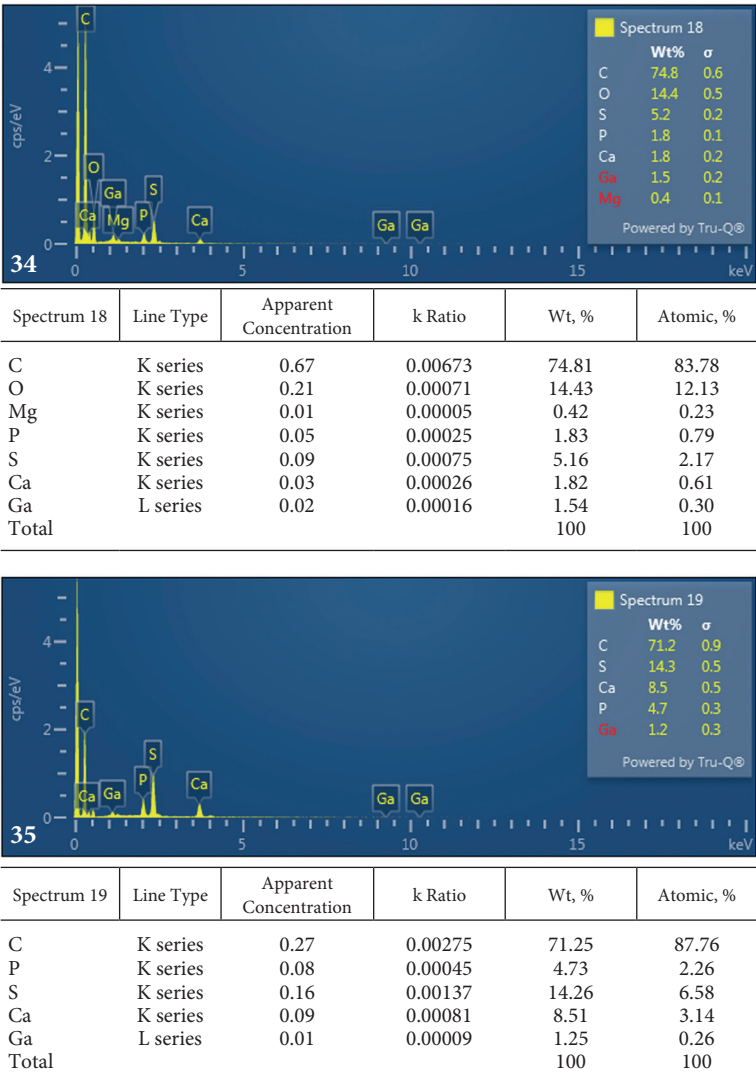 C
Spectrum 18
Wt% σ
C 74.8 0.6
O 14.4 0.5
S 5.2 0.2
P 1.8 0.1
Ca 1.8 0.2
Ga 1.5 0.2
Mg 0.4 0.1
Powered by Tru-Q®
cps/eV
4
2
0
O
Ga
S
Ca Mg P Ca Ga Ga
34
0 5 10 15 keV
Spectrum 18 Line Type Apparent Concentration k Ratio Wt, % Atomic, %
C K series 0.67 0.00673 74.81 83.78
O K series 0.21 0.00071 14.43 12.13
Mg K series 0.01 0.00005 0.42 0.23
P K series 0.05 0.00025 1.83 0.79
S K series 0.09 0.00075 5.16 2.17
Ca K series 0.03 0.00026 1.82 0.61
Ga L series 0.02 0.00016 1.54 0.30
Total 100 100
Spectrum 19
Wt% σ
C 71.2 0.9
S 14.3 0.5
Ca 8.5 0.5
P 4.7 0.3
Ga 1.2 0.3
Powered by Tru-Q®
cps/eV
4
2
0
C
S
Ca Ga P Ca Ga Ga
35
0 5 10 15 keV
Spectrum 19 Line Type Apparent Concentration k Ratio Wt, % Atomic, %
C K series 0.27 0.00275 71.25 87.76
P K series 0.08 0.00045 4.73 2.26
S K series 0.16 0.00137 14.26 6.58
Ca K series 0.09 0.00081 8.51 3.14
Ga L series 0.01 0.00009 1.25 0.26
Total 100 100